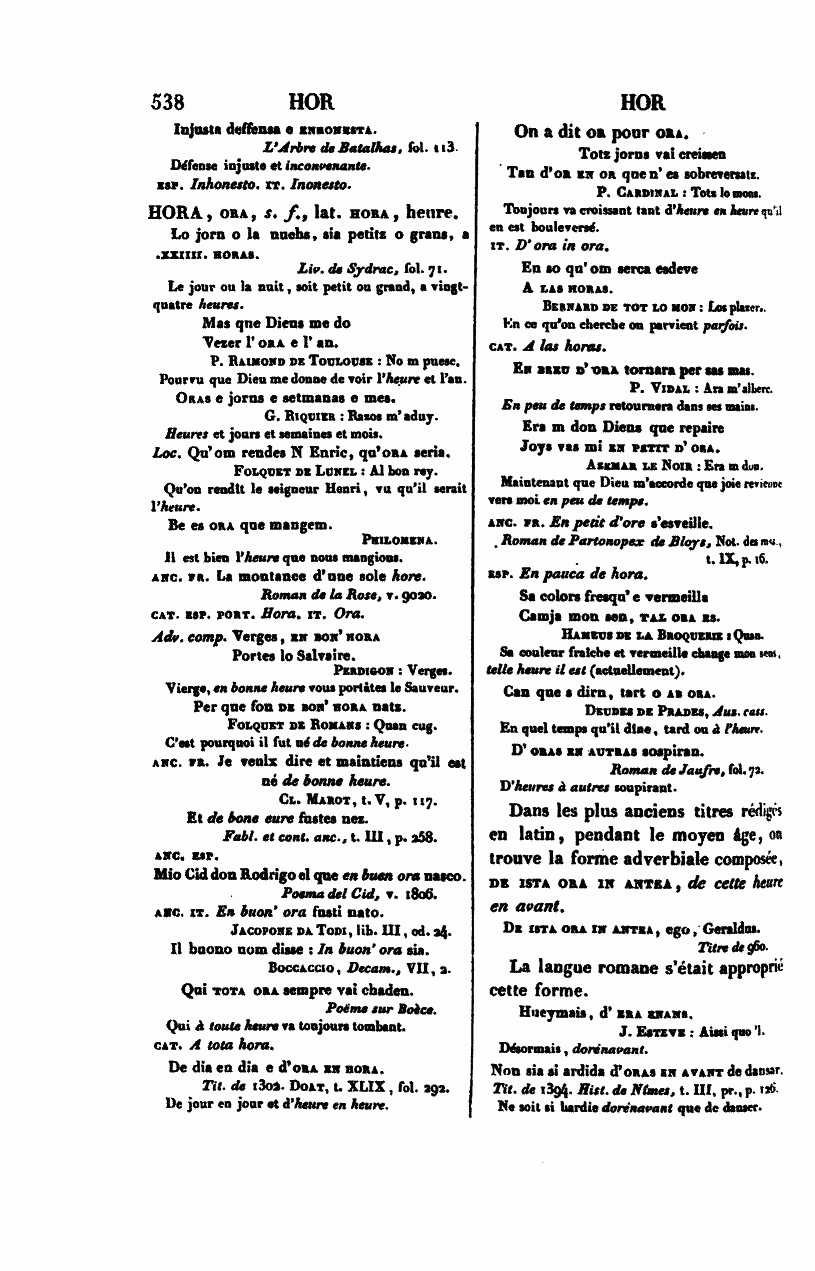 538 HOR HOR
Injusta deffensa e ENHONESTA.
L'Arbre de Batalhas, fol. 113.
Défense injuste et inconvenante.
ESP. Inhonesto. IT. Inonesto.
HORA, ORA, s. f., lat. HORA, heure.
Lo jorn o la nuehs, sia petitz o grans, a
.XXIIII. HORAS.
Liv. de Sydrac, fol. 71.
Le jour ou la nuit, soit petit ou grand, a vingt-
quatre heures.
Mas que Dieus me do
Vezer l' ORA e l' an.
P. RAIMOND DE TOULOUSE : No m puesc.
Pourvu que Dieu me donne de voir l'heure et l'an.
ORAS e jorns e setmanas e mes.
G. RIQUIER : Razos m' aduy.
Heures et jours et semaines et mois.
Loc. Qu' om rendes N Enric, qu' ORA seria.
FOLQUET DE LUNEL : Al bon rey.
Qu'on rendît le seigneur Henri, vu qu'il serait
l'heure.
Be es ORA que mangem.
PHILOMENA.
Il est bien l'heure que nous mangions.
ANC. FR. La montance d'une sole hore.
Roman de la Rose, v. 9020.
CAT. ESP. PORT. Hora. IT. Ora.
Adv. comp. Verges, EN BON' HORA
Portes lo Salvaire.
PERDIGON : Verges.
Vierge, en bonne heure vous portâtes le Sauveur.
Per que fon DE BON' HORA natz.
FOLQUET DE ROMANS : Quan cug.
C'est pourquoi il fut né de bonne heure.
ANC. FR. Je veulx dire et maintiens qu'il est
né de bonne heure.
CL. MAROT, t. V, p. 117.
Et de bone eure fustes nez.
Fabl. et cont. anc., t. III, p. 258.
ANC. ESP.
Mio Cid don Rodrigo el que en buen ora nasco.
Poema del Cid, v. 1806.
ANC. IT. En buon' ora fusti nato.
JACOPONE DA TODI, lib. III, od. 24.
Il buono uom disse : In buon' ora sia.
BOCCACCIO, Decam., VII, 2.
Qui TOTA ORA sempre vai chaden.
Poëme sur Boèce.
Qui à toute heure va toujours tombant.
CAT. A tota hora.
De dia en dia e d' ORA EN HORA.
Tit. de 1302. DOAT, t. XLIX, fol. 292.
De jour en jour et d'heure en heure.
On a dit OR pour ORA.
Totz jorns vai creissen
Tan d' OR EN OR que n' es sobreversatz.
P. CARDINAL : Totz lo mons.
Toujours va croissant tant d'heure en heure qu'il
en est bouleversé.
IT. D' ora in ora.
En so qu' om serca esdeve
A LAS HORAS.
BERNARD DE TOT LO MON : Los plazers.
En ce qu'on cherche on parvient parfois.
CAT. A las horas.
EN BREU D' ORA tornara per sas mas.
P. VIDAL : Ara m' alberc.
En peu de temps retournera dans ses mains.
Era m don Dieus que repaire
Joys vas mi EN PETIT D' ORA.
ASEMAR LE NOIR : Era m don.
Maintenant que Dieu m'accorde que joie revienne
vers moi en peu de temps.
ANC. FR. En petit d'ore s'esveille.
Roman de Partonopex de Bloys, Not. des mss.,
t. IX, p. 16.
ESP. En pauca de hora.
Sa colors fresqu' e vermeilla
Camja mon sen, TAL ORA ES.
HAMEUS DE LA BROQUERIE : Quan.
Sa couleur fraîche et vermeille change mon sens,
telle heure il est (actuellement).
Can que s dirn, tart o AB ORA.
DEUDES DE PRADES, Aus. cass.
En quel temps qu'il dîne, tard ou à l'heure.
D' ORAS EN AUTRAS sospiran.
Roman de Jaufre, fol. 72.
D'heures à autres soupirant.
Dans les plus anciens titres rédigés
en latin, pendant le moyen âge, on
trouve la forme adverbiale composée,
DE ISTA ORA IN ANTEA, de cette heure
en avant.
DE ISTA ORA IN ANTEA, ego, Geraldus.
Titre de 960.
La langue romane s'était approprié
cette forme.
Hueymais, d' ERA ENANS.
J. ESTEVE : Aissi quo 'l.
Désormais, dorénavant.
Non sia si ardida d' ORAS EN AVANT de dansar.
Tit. de 1394. Hist. de Nîmes, t. III, pr., p. 126.
Ne soit si hardie dorénavant que de danser.